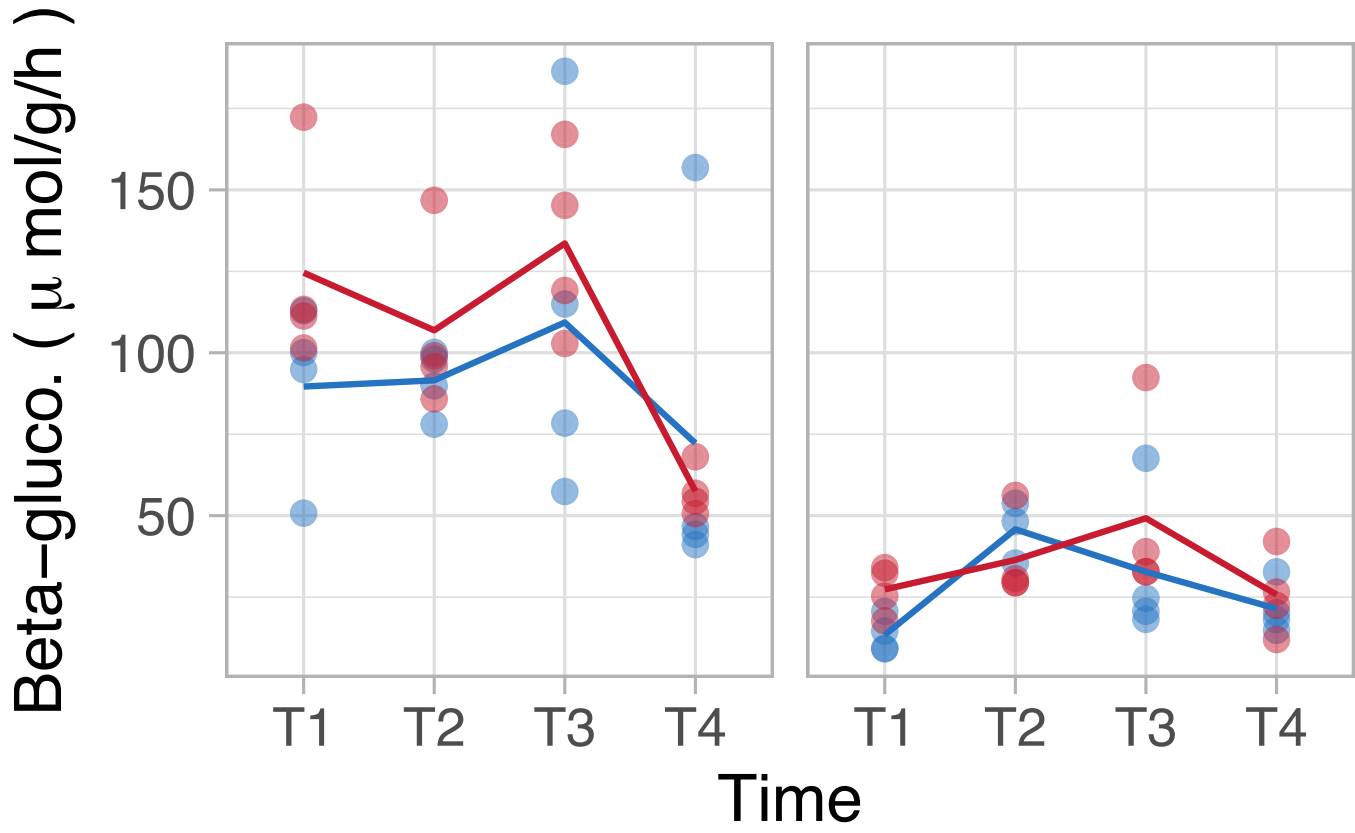 Beta−gluco. ( μ mol/g/h )
150
100
50
T1 T2 T3 T4 T1 T2 T3 T4
Time